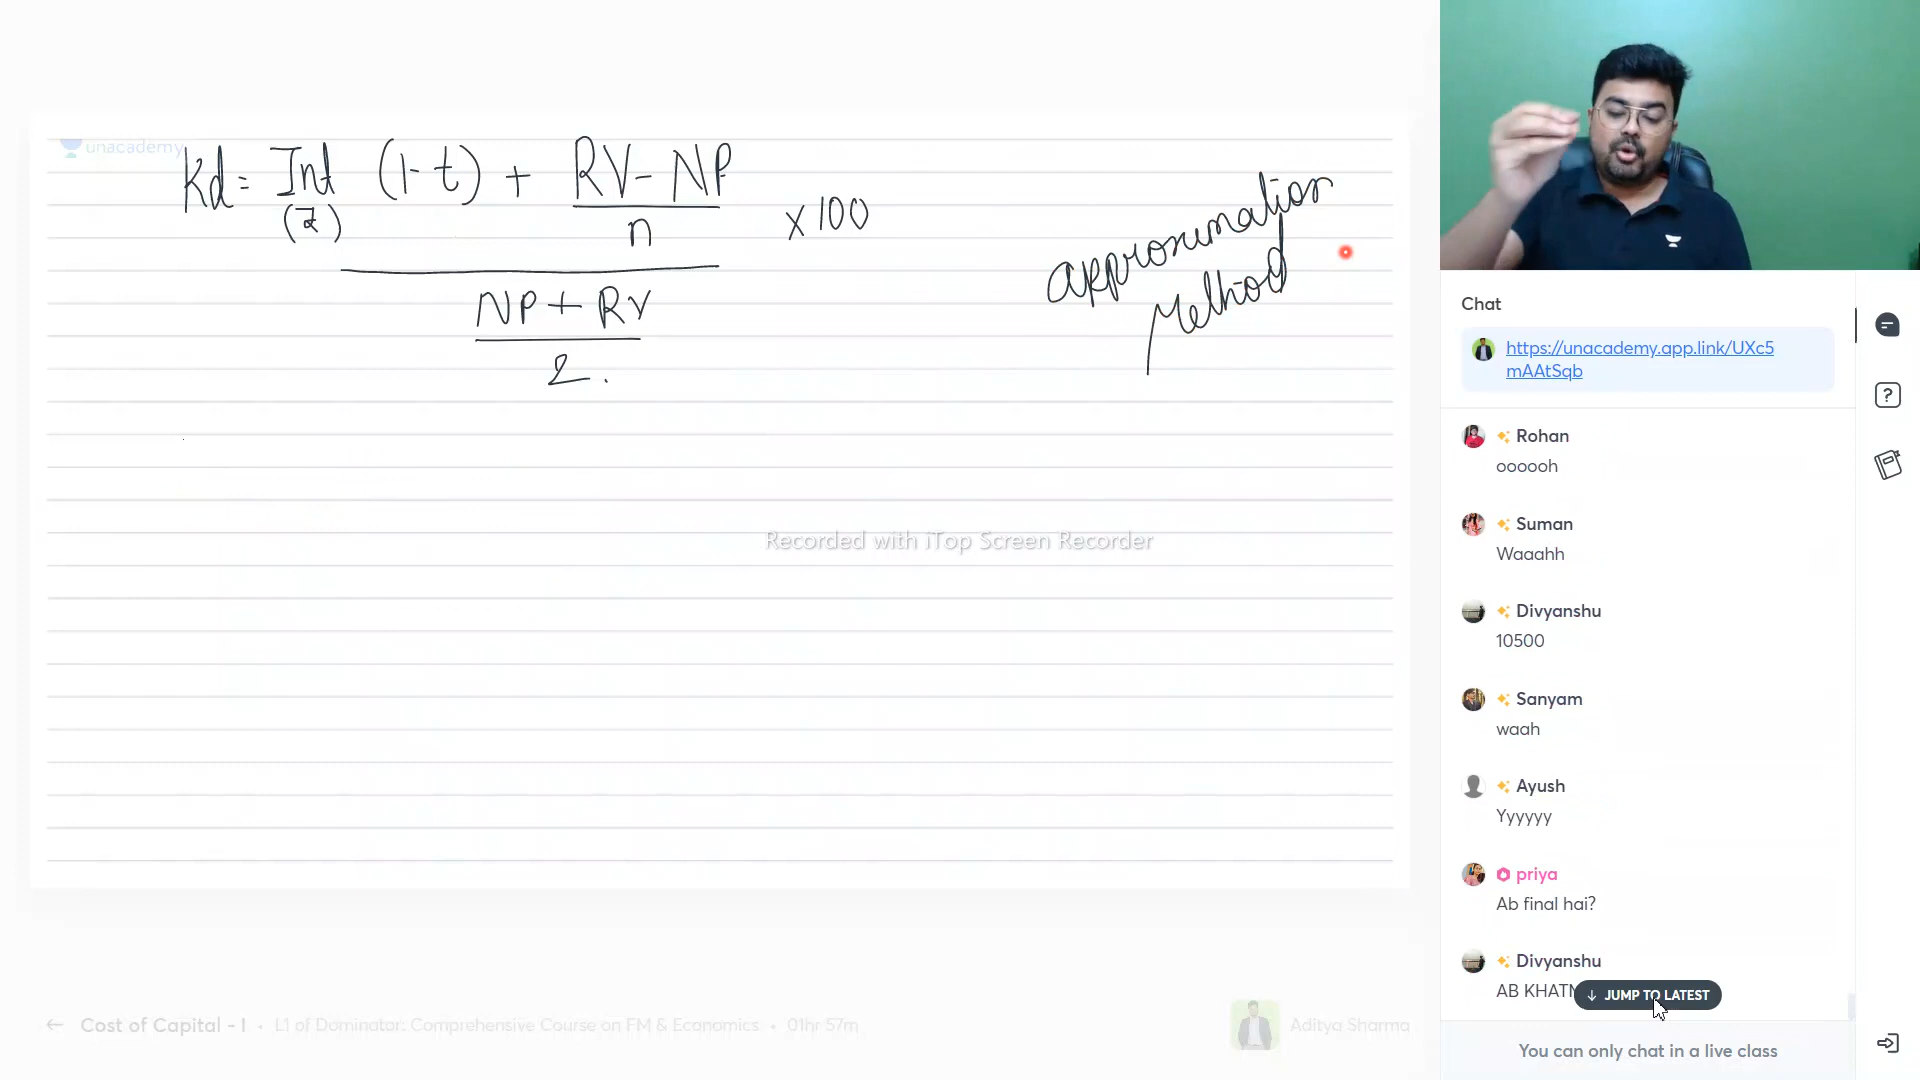 unacademy
Kd = Int (1-t) + RV - NP
(₹)
n
x 100
NP + RV
2.
approximation
Method
Recorded with iTop Screen Recorder
Cost of Capital - I • L1 of Dominator: Comprehensive Course on FM & Economics • 01hr 57m
Aditya Sharma
Chat
https://unacademy.app.link/UXc5
mAAtSqb
Rohan
oooooh
Suman
Waaahh
Divyanshu
10500
Sanyam
waah
Ayush
Yyyyyy
priya
Ab final hai?
Divyanshu
AB
JUMP TO LATEST
You can only chat in a live class